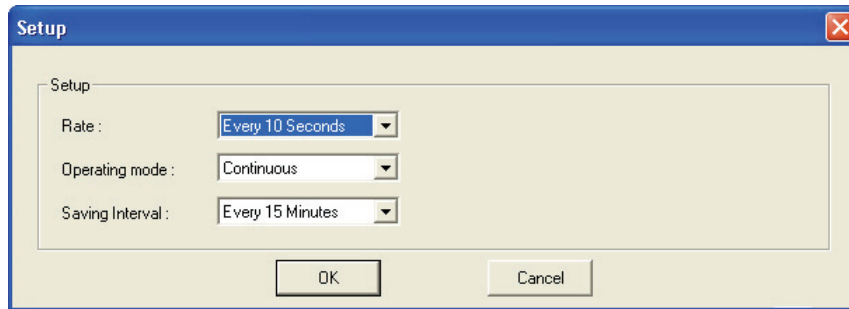 Setup
Setup
Rate : Every 10 Seconds
Operating mode : Continuous
Saving Interval : Every 15 Minutes
OK Cancel